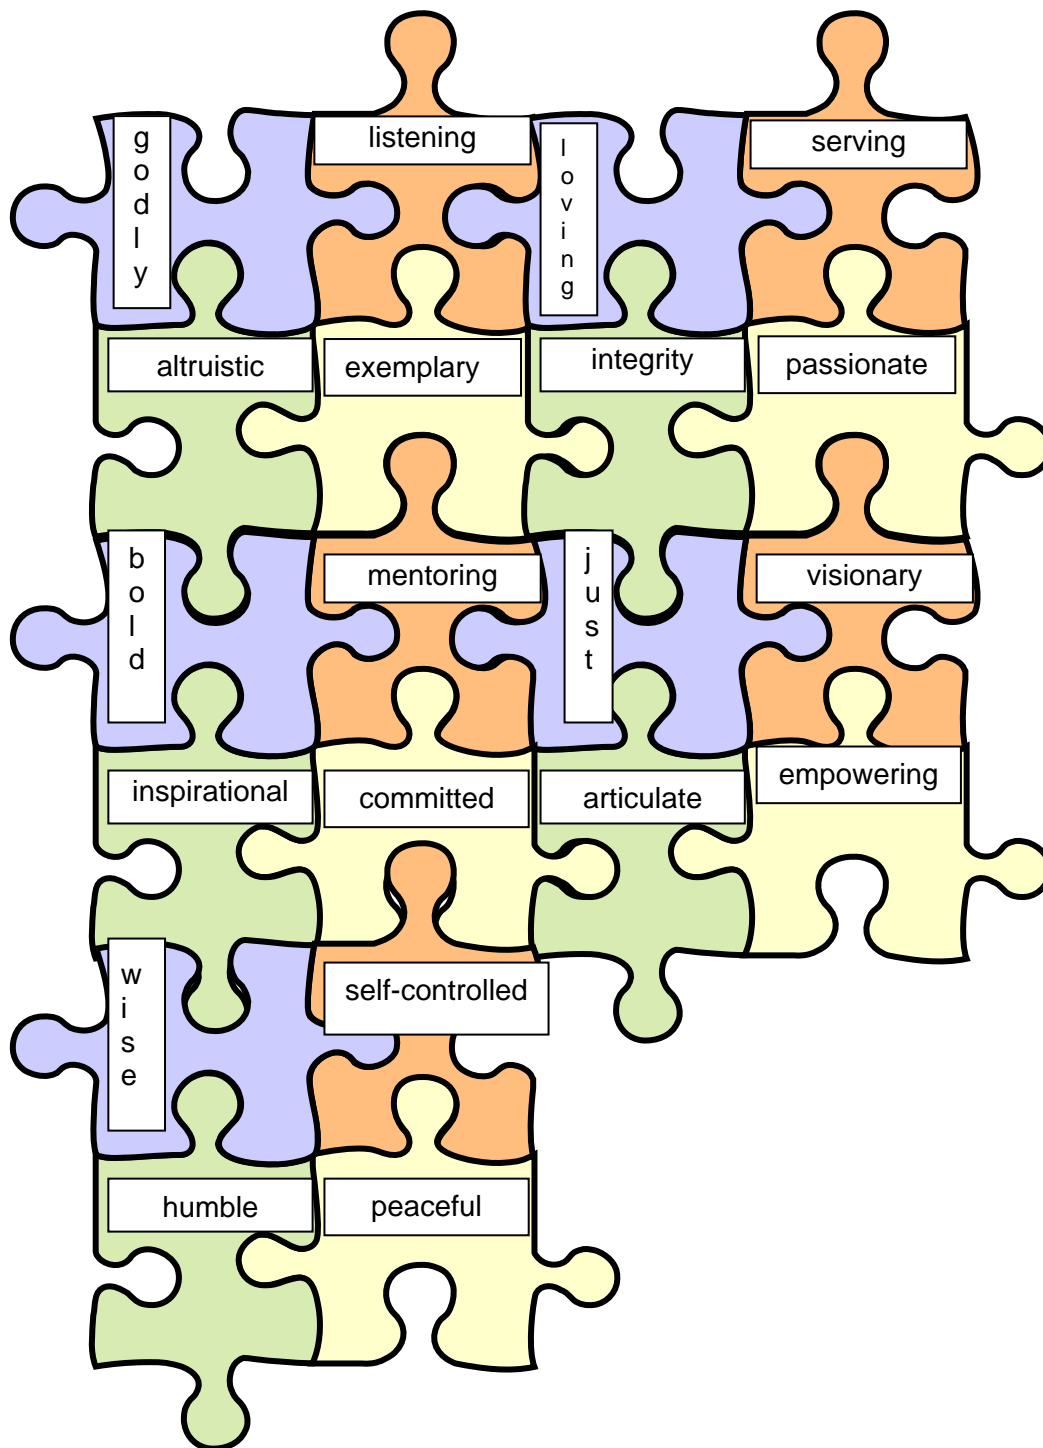 godly
listening
loving
serving
altruistic
exemplary
integrity
passionate
bold
mentoring
just
visionary
inspirational
committed
articulate
empowering
wise
self-controlled
humble
peaceful